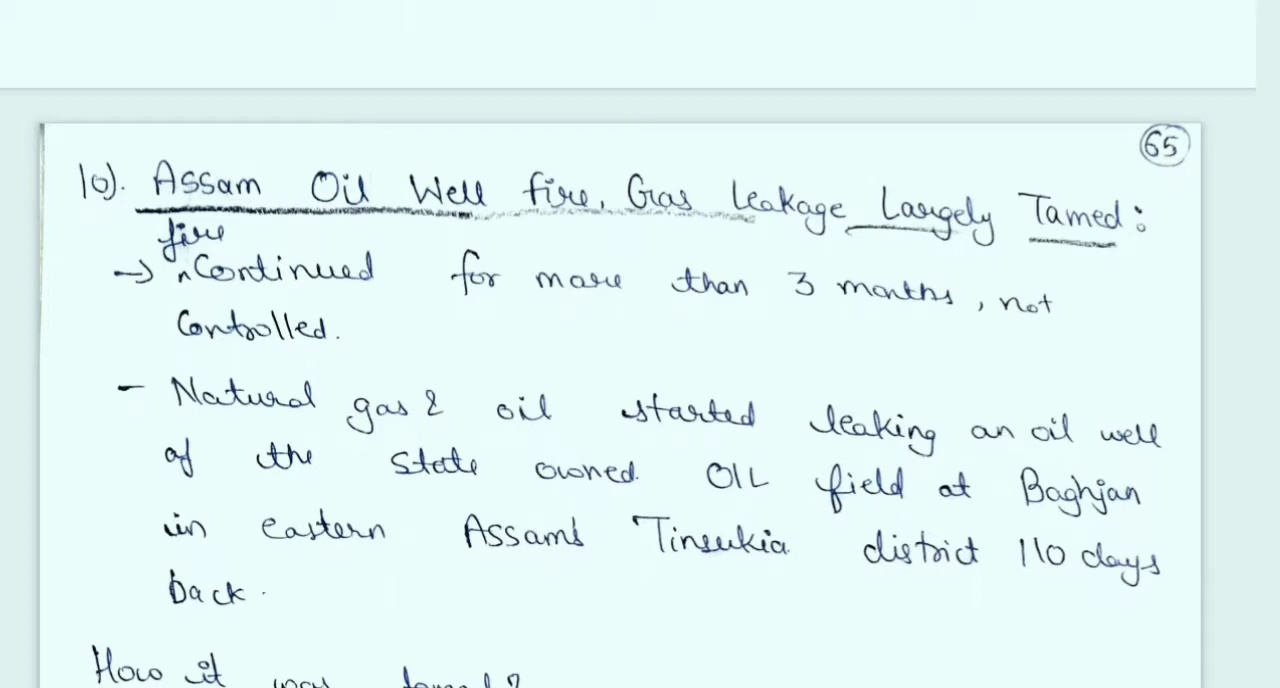 65
10). Assam Oil Well fire, Gas Leakage Largely Tamed:
→ fire Continued for more than 3 months, not
Controlled.
- Natural gas & oil started leaking an oil well
of the state owned OIL field at Baghjan
in eastern Assam's Tinsukia district 110 days
back.
How it was tamed?